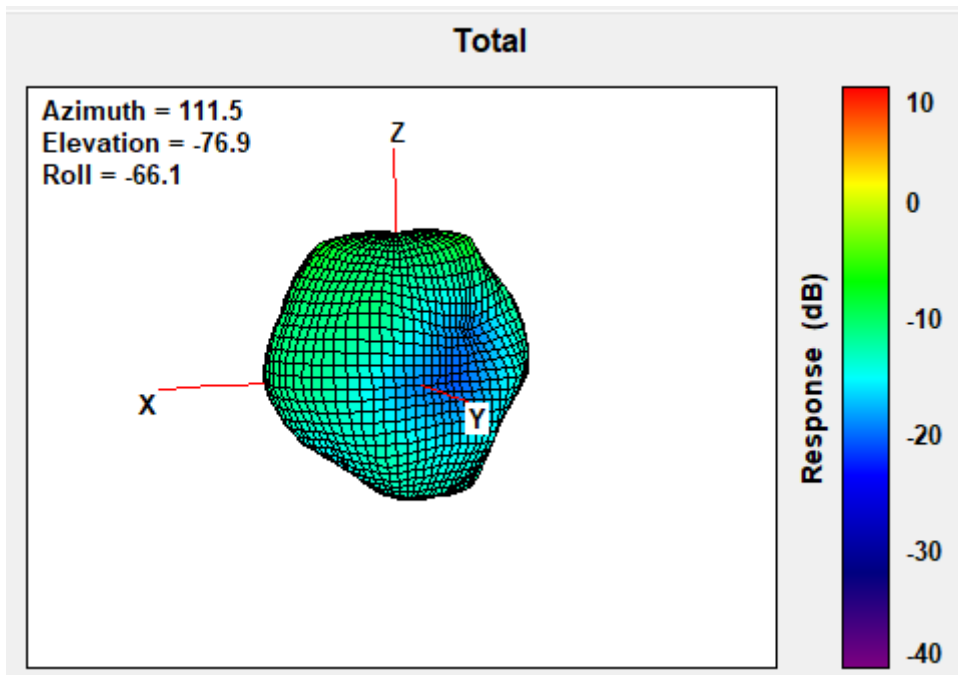 Total
Azimuth = 111.5
Elevation = -76.9
Roll = -66.1
Z
X
Y
10
0
-10
-20
-30
-40
Response (dB)